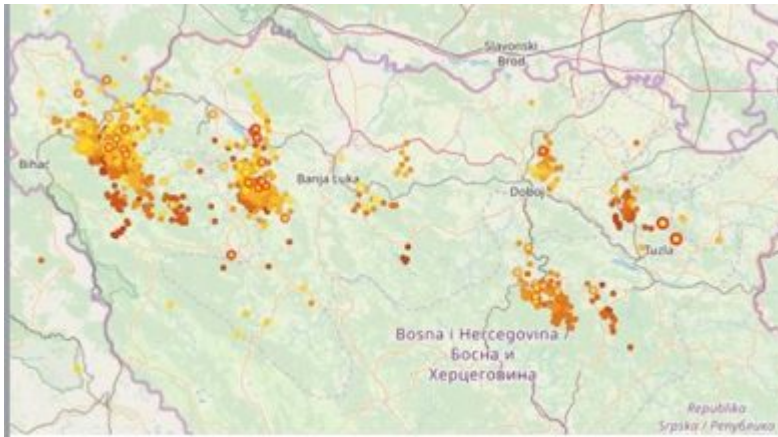 Slavonski
Brod
Bihać
Banja Luka
Doboj
Tuzla
Bosna i Hercegovina /
Босна и
Херцеговина
Republika
Srpska / Република